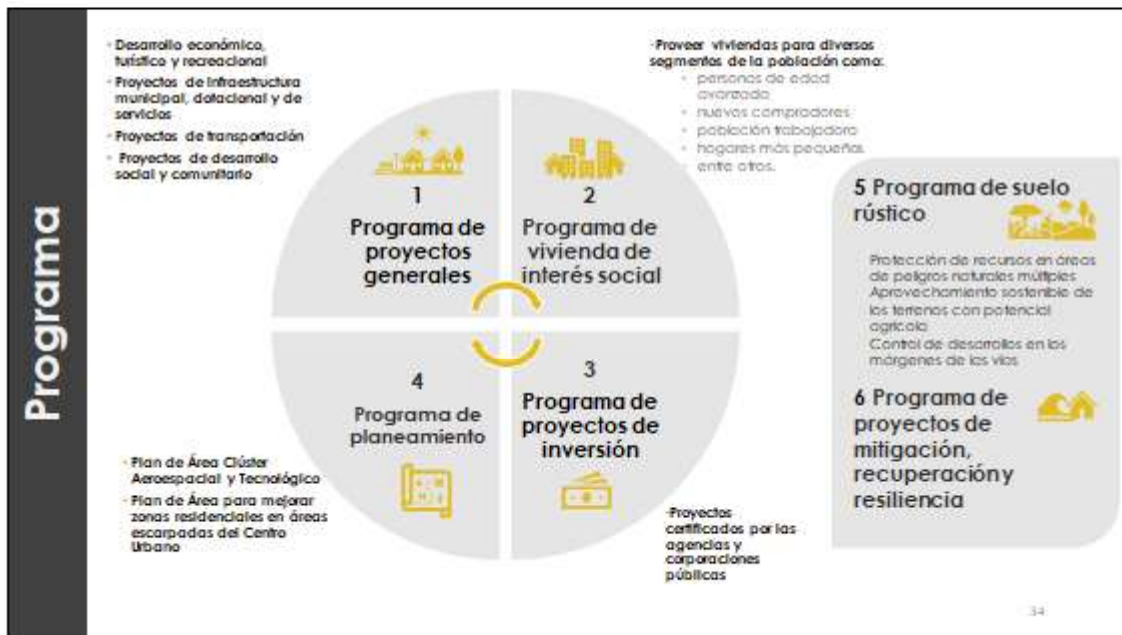 Programa
· Desarrollo económico,
turístico y recreacional
· Proyectos de infraestructura
municipal, dotacional y de
servicios
· Proyectos de transportación
· Proyectos de desarrollo
social y comunitario
1
Programa de
proyectos
generales
2
Programa de
vivienda de
interés social
·Proveer viviendas para diversos
segmentos de la población como:
◦ personas de edad
avanzada
◦ nuevos compradores
◦ población trabajadora
◦ hogares más pequeños
◦ entre otros.
4
Programa de
planeamiento
· Plan de Área Clúster
Aeroespacial y Tecnológico
· Plan de Área para mejorar
zonas residenciales en áreas
escarpadas del Centro
Urbano
3
Programa de
proyectos de
inversión
·Proyectos
certificados por las
agencias y
corporaciones
públicas
5 Programa de suelo
rústico
Protección de recursos en áreas
de peligros naturales múltiples
Aprovechamiento sostenible de
los terrenos con potencial
agrícola
Control de desarrollos en los
márgenes de las vías
6 Programa de
proyectos de
mitigación,
recuperación y
resiliencia
34